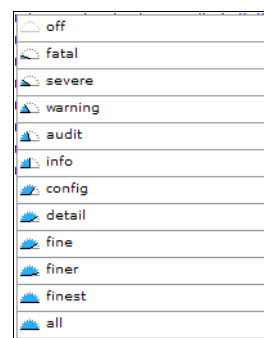 off
fatal
severe
warning
audit
info
config
detail
fine
finer
finest
all